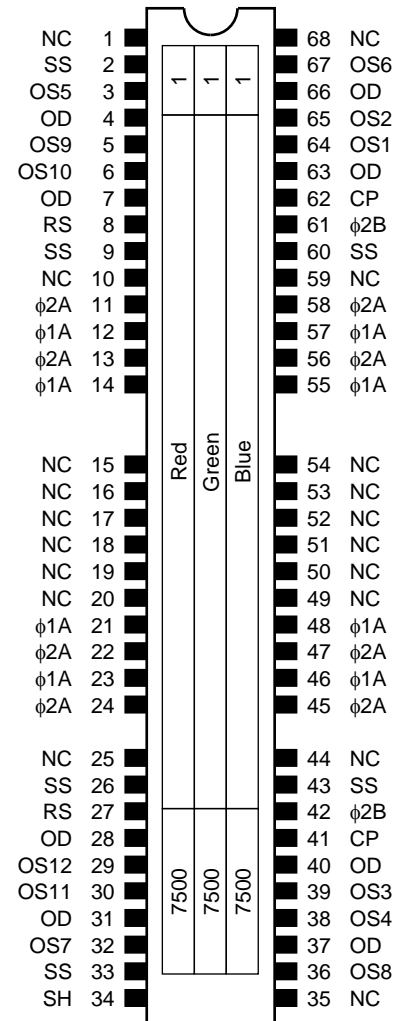 NC 1 68 NC
SS 2 67 OS6
OS5 3 66 OD
OD 4 65 OS2
OS9 5 64 OS1
OS10 6 63 OD
OD 7 62 CP
RS 8 61 ϕ2B
SS 9 60 SS
NC 10 59 NC
ϕ2A 11 58 ϕ2A
ϕ1A 12 57 ϕ1A
ϕ2A 13 56 ϕ2A
ϕ1A 14 55 ϕ1A
NC 15 54 NC
NC 16 53 NC
NC 17 52 NC
NC 18 51 NC
NC 19 50 NC
NC 20 49 NC
ϕ1A 21 48 ϕ1A
ϕ2A 22 47 ϕ2A
ϕ1A 23 46 ϕ1A
ϕ2A 24 45 ϕ2A
NC 25 44 NC
SS 26 43 SS
RS 27 42 ϕ2B
OD 28 41 CP
OS12 29 40 OD
OS11 30 39 OS3
OD 31 38 OS4
OS7 32 37 OD
SS 33 36 OS8
SH 34 35 NC
1 1 1
Red Green Blue
7500 7500 7500